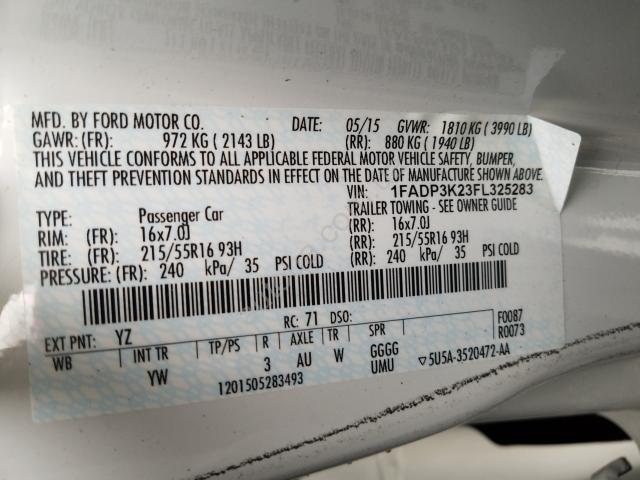 MFD. BY FORD MOTOR CO. DATE: 05/15 GVWR: 1810 KG ( 3990 LB)
GAWR: (FR): 972 KG ( 2143 LB) (RR): 880 KG ( 1940 LB)
THIS VEHICLE CONFORMS TO ALL APPLICABLE FEDERAL MOTOR VEHICLE SAFETY, BUMPER,
AND THEFT PREVENTION STANDARDS IN EFFECT ON THE DATE OF MANUFACTURE SHOWN ABOVE.
VIN: 1FADP3K23FL325283
TYPE: Passenger Car TRAILER TOWING - SEE OWNER GUIDE
RIM: (FR): 16x7.0J (RR): 16x7.0J
TIRE: (FR): 215/55R16 93H (RR): 215/55R16 93H
PRESSURE: (FR): 240 kPa/ 35 PSI COLD (RR): 240 kPa/ 35 PSI COLD
EXT PNT: YZ RC: 71 DSO: F0087
WB INT TR TP/PS R AXLE TR SPR R0073
YW 3 AU W GGGG ▽5U5A-3520472-AA
UMU
1201505283493